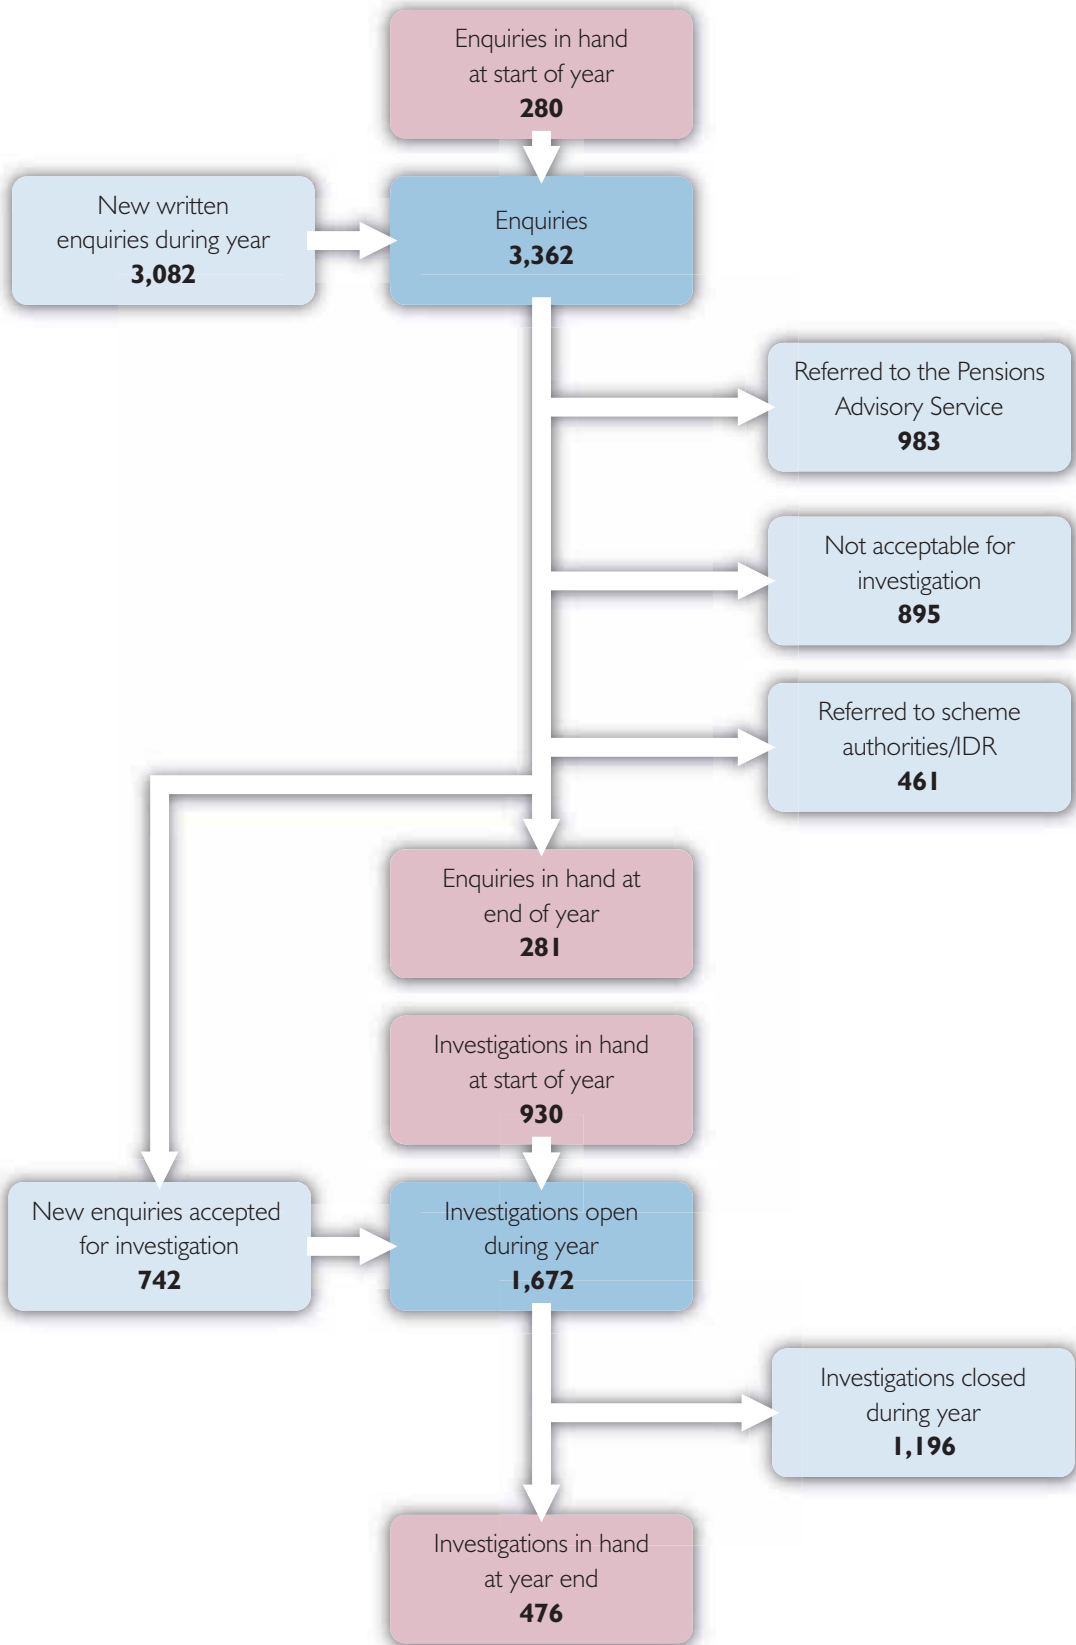 Enquiries in hand
at start of year
280
New written
enquiries during year
3,082
Enquiries
3,362
Referred to the Pensions
Advisory Service
983
Not acceptable for
investigation
895
Referred to scheme
authorities/IDR
461
Enquiries in hand at
end of year
281
Investigations in hand
at start of year
930
New enquiries accepted
for investigation
742
Investigations open
during year
1,672
Investigations closed
during year
1,196
Investigations in hand
at year end
476